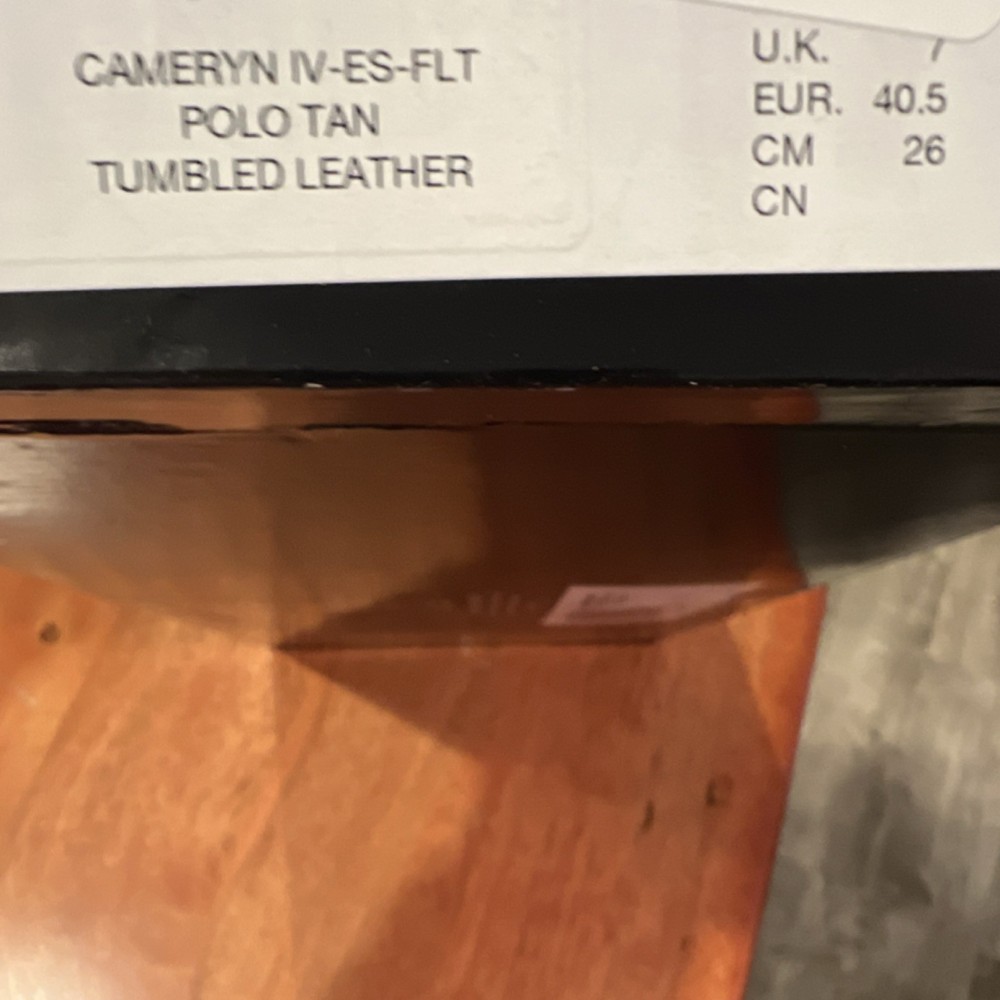 CAMERYN IV-ES-FLT
POLO TAN
TUMBLED LEATHER
U.K. 7
EUR. 40.5
CM 26
CN